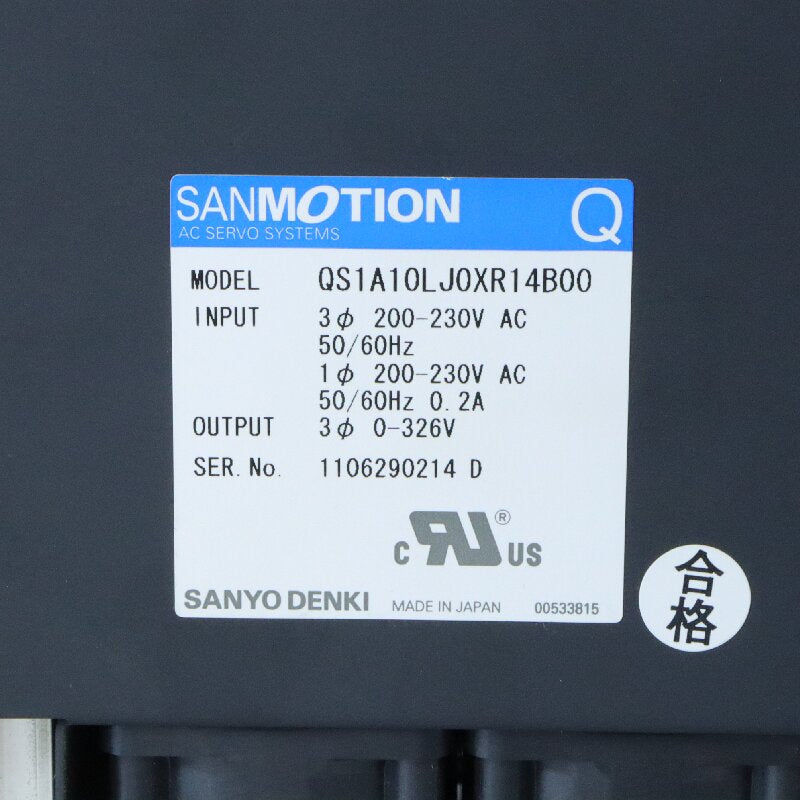 SANMOTION Q
AC SERVO SYSTEMS
MODEL QS1A10LJ0XR14B00
INPUT 3ϕ 200-230V AC
50/60Hz
1ϕ 200-230V AC
50/60Hz 0.2A
OUTPUT 3ϕ 0-326V
SER.No. 1106290214 D
c RU ® US
SANYO DENKI MADE IN JAPAN 00533815
合格